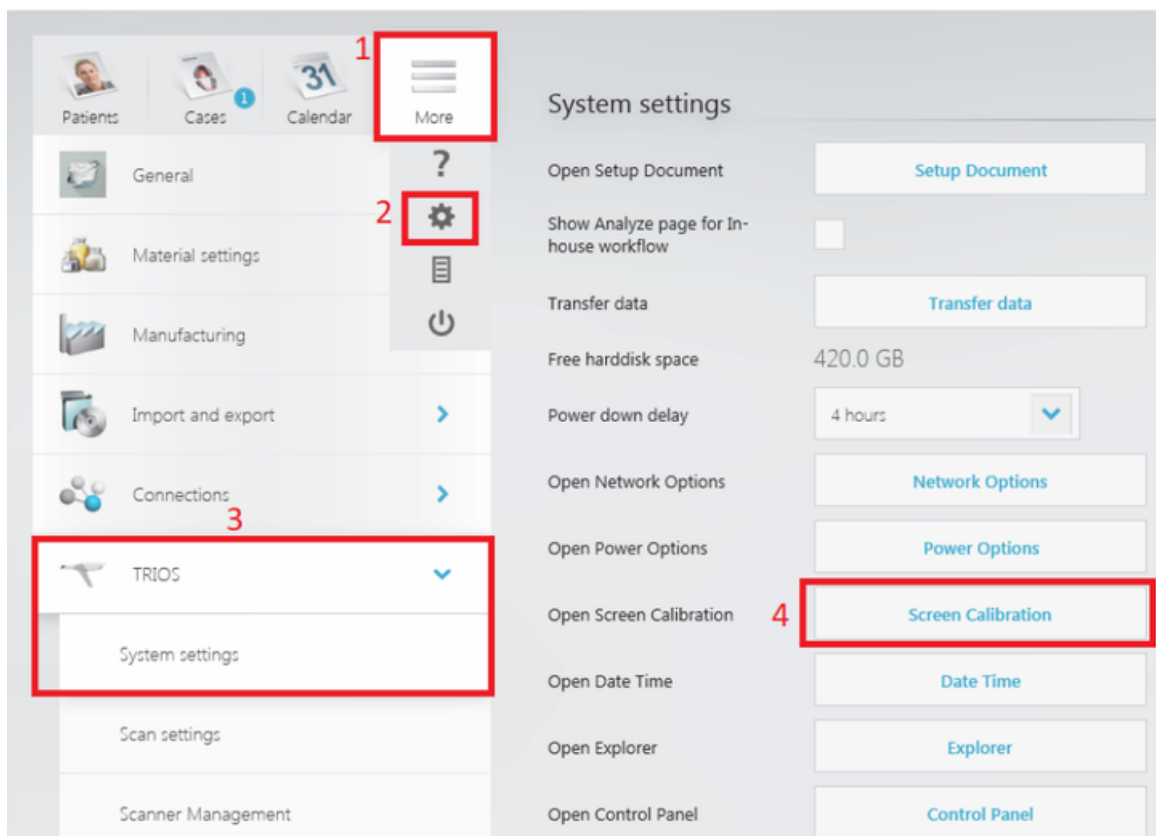 1
31
1
Patients
Cases
Calendar
More
?
General
2
Material settings
Manufacturing
Import and export
Connections
3
TRIOS
System settings
Scan settings
Scanner Management
System settings
Open Setup Document
Setup Document
Show Analyze page for In-
house workflow
Transfer data
Transfer data
Free harddisk space
420.0 GB
Power down delay
4 hours
Open Network Options
Network Options
Open Power Options
Power Options
Open Screen Calibration
4
Screen Calibration
Open Date Time
Date Time
Open Explorer
Explorer
Open Control Panel
Control Panel